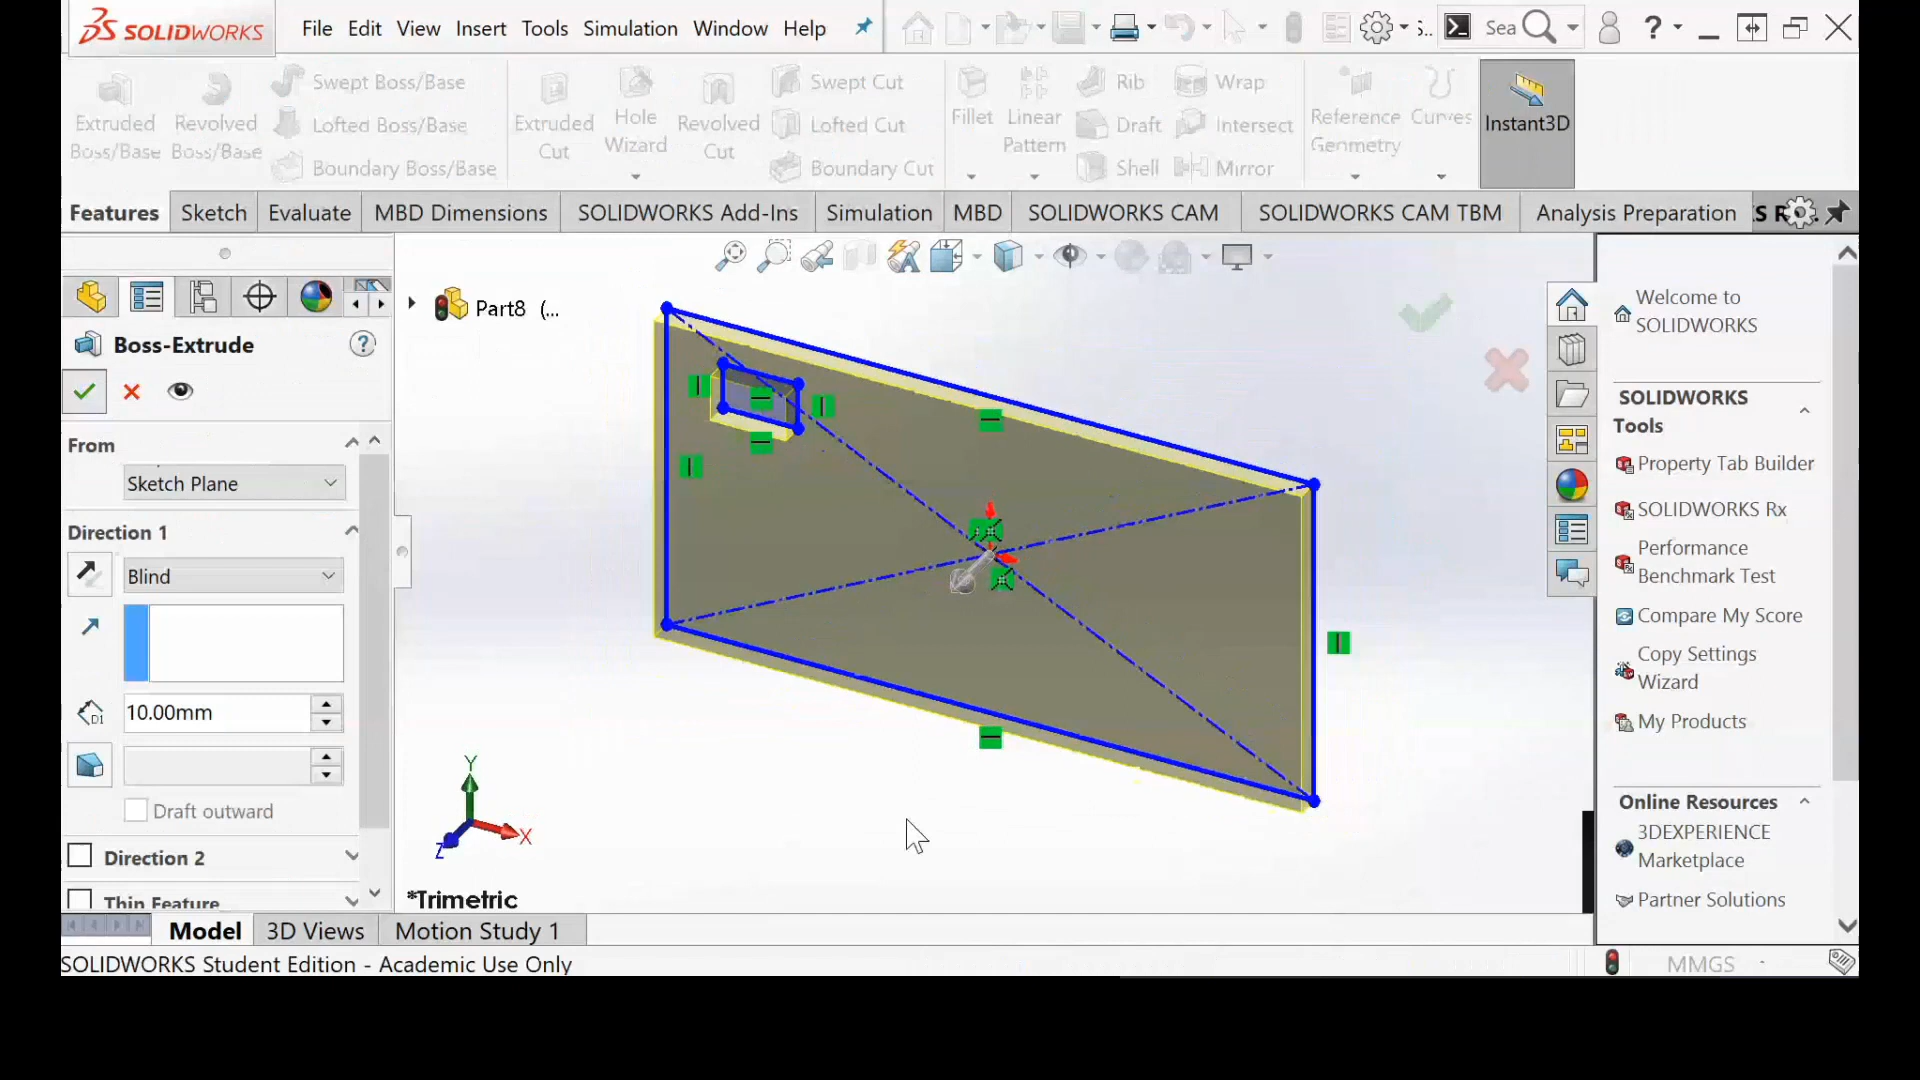 SOLIDWORKS
File Edit View Insert Tools Simulation Window Help
S.. Sea ?
Extruded Boss/Base
Revolved Boss/Base
Swept Boss/Base
Lofted Boss/Base
Boundary Boss/Base
Extruded Cut
Hole Wizard
Revolved Cut
Swept Cut
Lofted Cut
Boundary Cut
Fillet
Linear Pattern
Rib
Draft
Shell
Wrap
Intersect
Mirror
Reference Geometry
Curves
Instant3D
Features Sketch Evaluate MBD Dimensions SOLIDWORKS Add-Ins Simulation MBD SOLIDWORKS CAM SOLIDWORKS CAM TBM Analysis Preparation
Part8 (...
Boss-Extrude
From
Sketch Plane
Direction 1
Blind
D1
10.00mm
Draft outward
Direction 2
Thin Feature
Y
X
Z
*Trimetric
Welcome to
SOLIDWORKS
SOLIDWORKS
Tools
Property Tab Builder
SOLIDWORKS Rx
Performance
Benchmark Test
Compare My Score
Copy Settings
Wizard
My Products
Online Resources
3DEXPERIENCE
Marketplace
Partner Solutions
Model 3D Views Motion Study 1
SOLIDWORKS Student Edition - Academic Use Only
MMGS -